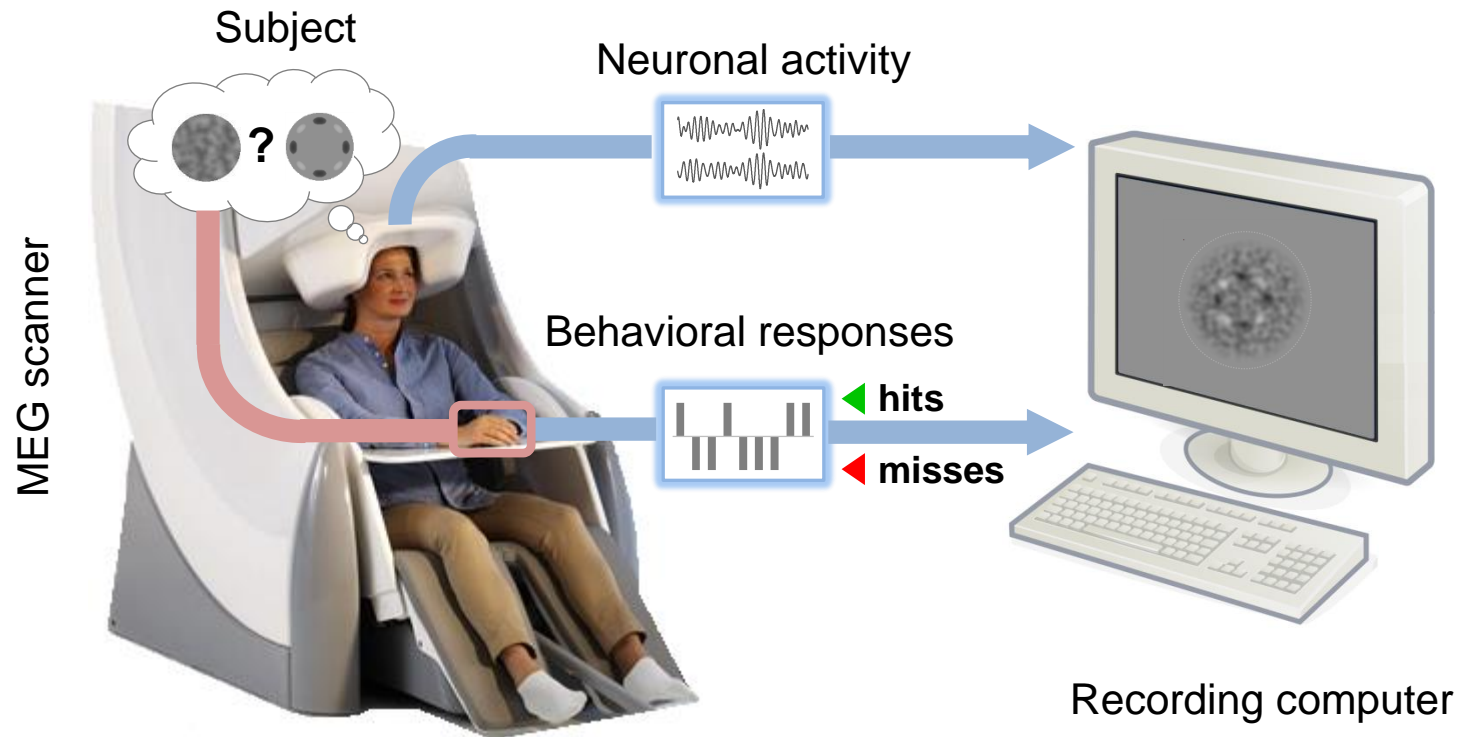 Subject
Neuronal activity
?
MEG scanner
Behavioral responses
hits
misses
Recording computer